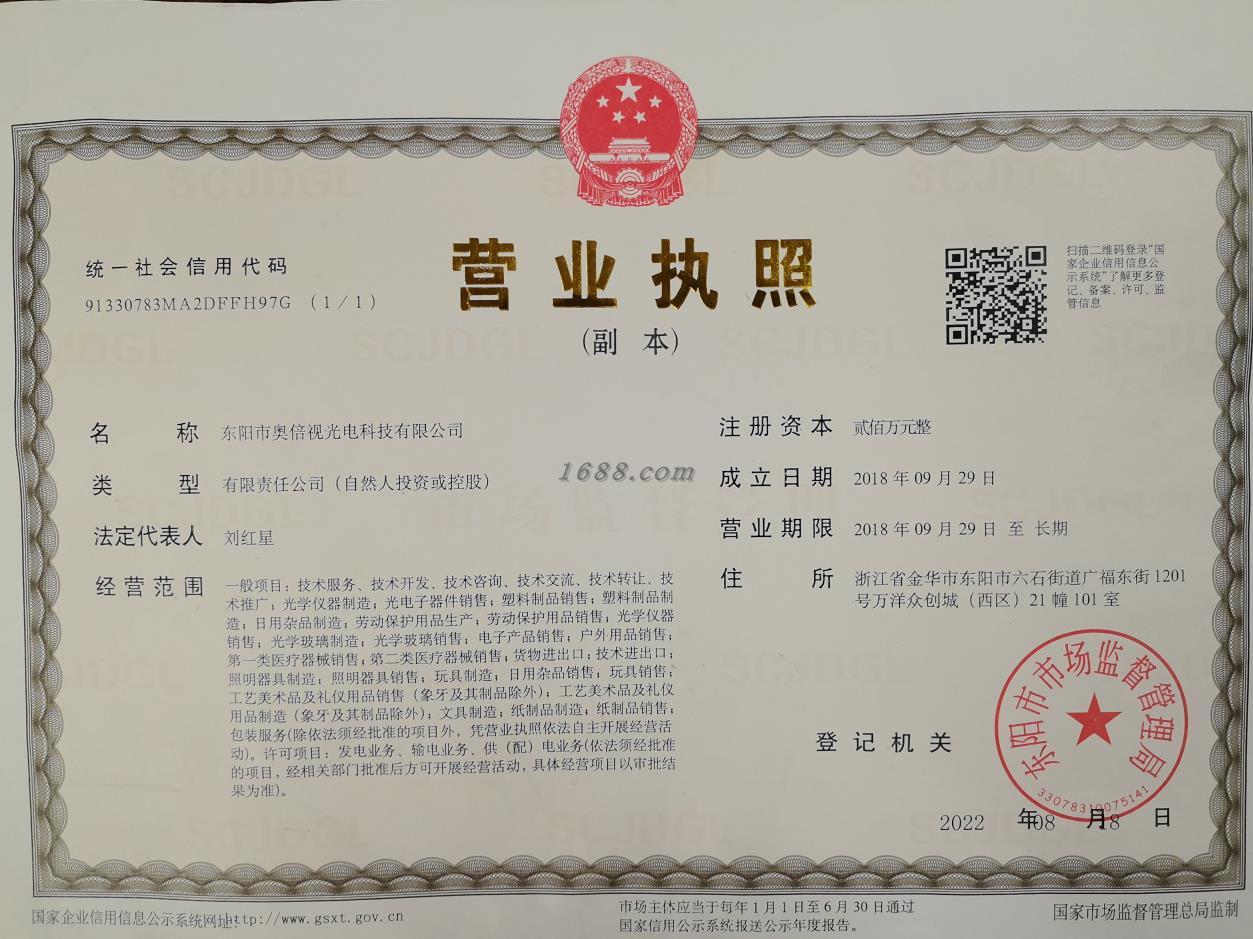 营业执照
(副 本)
统一社会信用代码
91330783MA2DFFH97G (1/1)
扫描二维码登录“国
家企业信用信息公
示系统”了解更多登
记、备案、许可、监
管信息
名 称 东阳市奥倍视光电科技有限公司
类 型 有限责任公司（自然人投资或控股）
法定代表人 刘红星
经营范围 一般项目：技术服务、技术开发、技术咨询、技术交流、技术转让、技
术推广；光学仪器制造；光电子器件销售；塑料制品销售；塑料制品制
造；日用杂品制造；劳动保护用品生产；劳动保护用品销售；光学仪器
销售；光学玻璃制造；光学玻璃销售；电子产品销售；户外用品销售；
第一类医疗器械销售；第二类医疗器械销售；货物进出口；技术进出口；
照明器具制造；照明器具销售；玩具制造；日用杂品销售；玩具销售；
工艺美术品及礼仪用品销售（象牙及其制品除外）；工艺美术品及礼仪
用品制造（象牙及其制品除外）；文具制造；纸制品制造；纸制品销售；
包装服务(除依法须经批准的项目外，凭营业执照依法自主开展经营活
动)。许可项目：发电业务、输电业务、供（配）电业务(依法须经批准
的项目，经相关部门批准后方可开展经营活动，具体经营项目以审批结
果为准)。
注册资本 贰佰万元整
成立日期 2018年09月29日
营业期限 2018年09月29日 至 长期
住 所 浙江省金华市东阳市六石街道广福东街1201
号万洋众创城（西区）21幢101室
1688.com
登记机关
东阳市市场监督管理局
33078310075141
2022 年08 月18 日
国家企业信用信息公示系统网址:http://www.gsxt.gov.cn
市场主体应当于每年1月1日至6月30日通过
国家信用公示系统报送公示年度报告。
国家市场监督管理总局监制